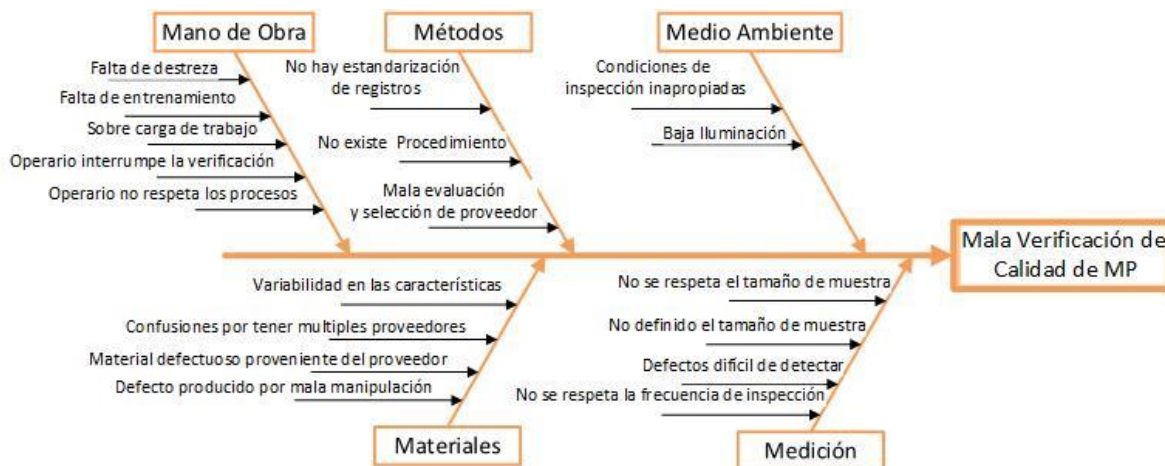 Mano de Obra
Métodos
Medio Ambiente
Falta de destreza
Falta de entrenamiento
Sobre carga de trabajo
Operario interrumpe la verificación
Operario no respeta los procesos
No hay estandarización
de registros
No existe Procedimiento
Mala evaluación
y selección de proveedor
Condiciones de
inspección inapropiadas
Baja Iluminación
Mala Verificación de
Calidad de MP
Variabilidad en las características
Confusiones por tener multiples proveedores
Material defectuoso proveniente del proveedor
Defecto producido por mala manipulación
No se respeta el tamaño de muestra
No definido el tamaño de muestra
Defectos difícil de detectar
No se respeta la frecuencia de inspección
Materiales
Medición